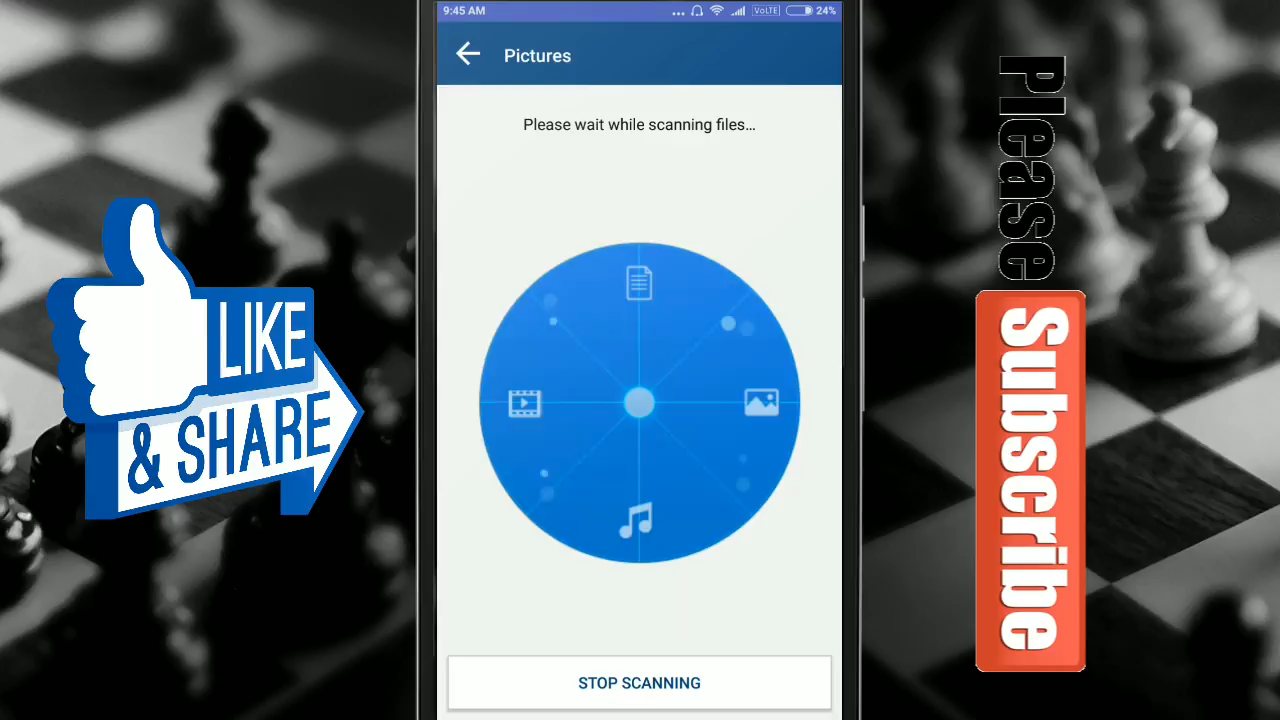 9:45 AM
VoLTE
24%
Pictures
Please wait while scanning files...
LIKE
& SHARE
Please
Subscribe
STOP SCANNING